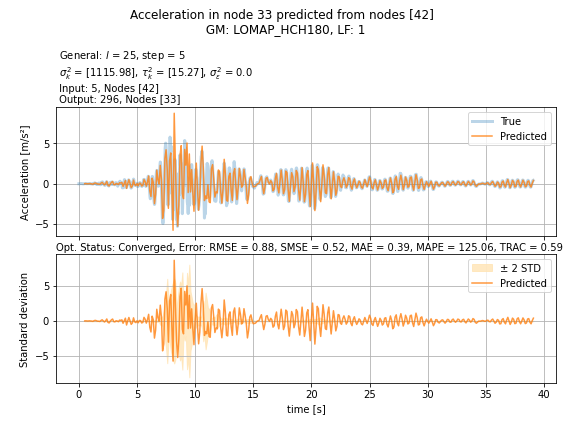 Acceleration in node 33 predicted from nodes [42]
GM: LOMAP_HCH180, LF: 1
General: l = 25, step = 5
σ²ₖ = [1115.98], τ²ₖ = [15.27], σ²ε = 0.0
Input: 5, Nodes [42]
Output: 296, Nodes [33]
Acceleration [m/s²]
5
0
−5
True
Predicted
Opt. Status: Converged, Error: RMSE = 0.88, SMSE = 0.52, MAE = 0.39, MAPE = 125.06, TRAC = 0.59
Standard deviation
5
0
−5
± 2 STD
Predicted
0 5 10 15 20 25 30 35 40
time [s]